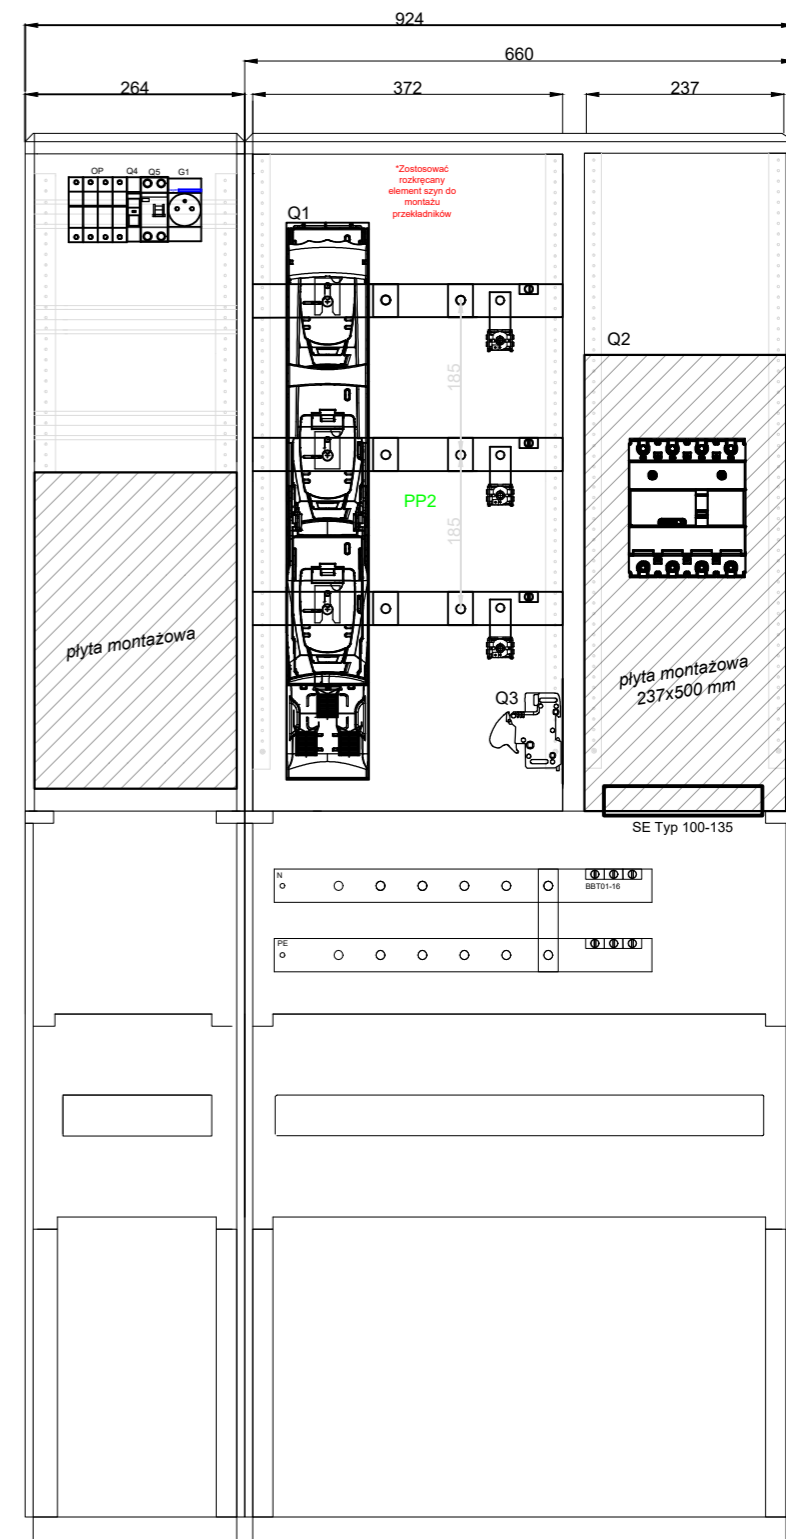 924
660
264
372
237
OP
Q4
Q5
G1
*Zostosować
rozkręcany
element szyn do
montażu
przekładników
Q1
Q2
185
PP2
185
płyta montażowa
płyta montażowa
237x500 mm
Q3
SE Typ 100-135
N
BBT01-16
PE